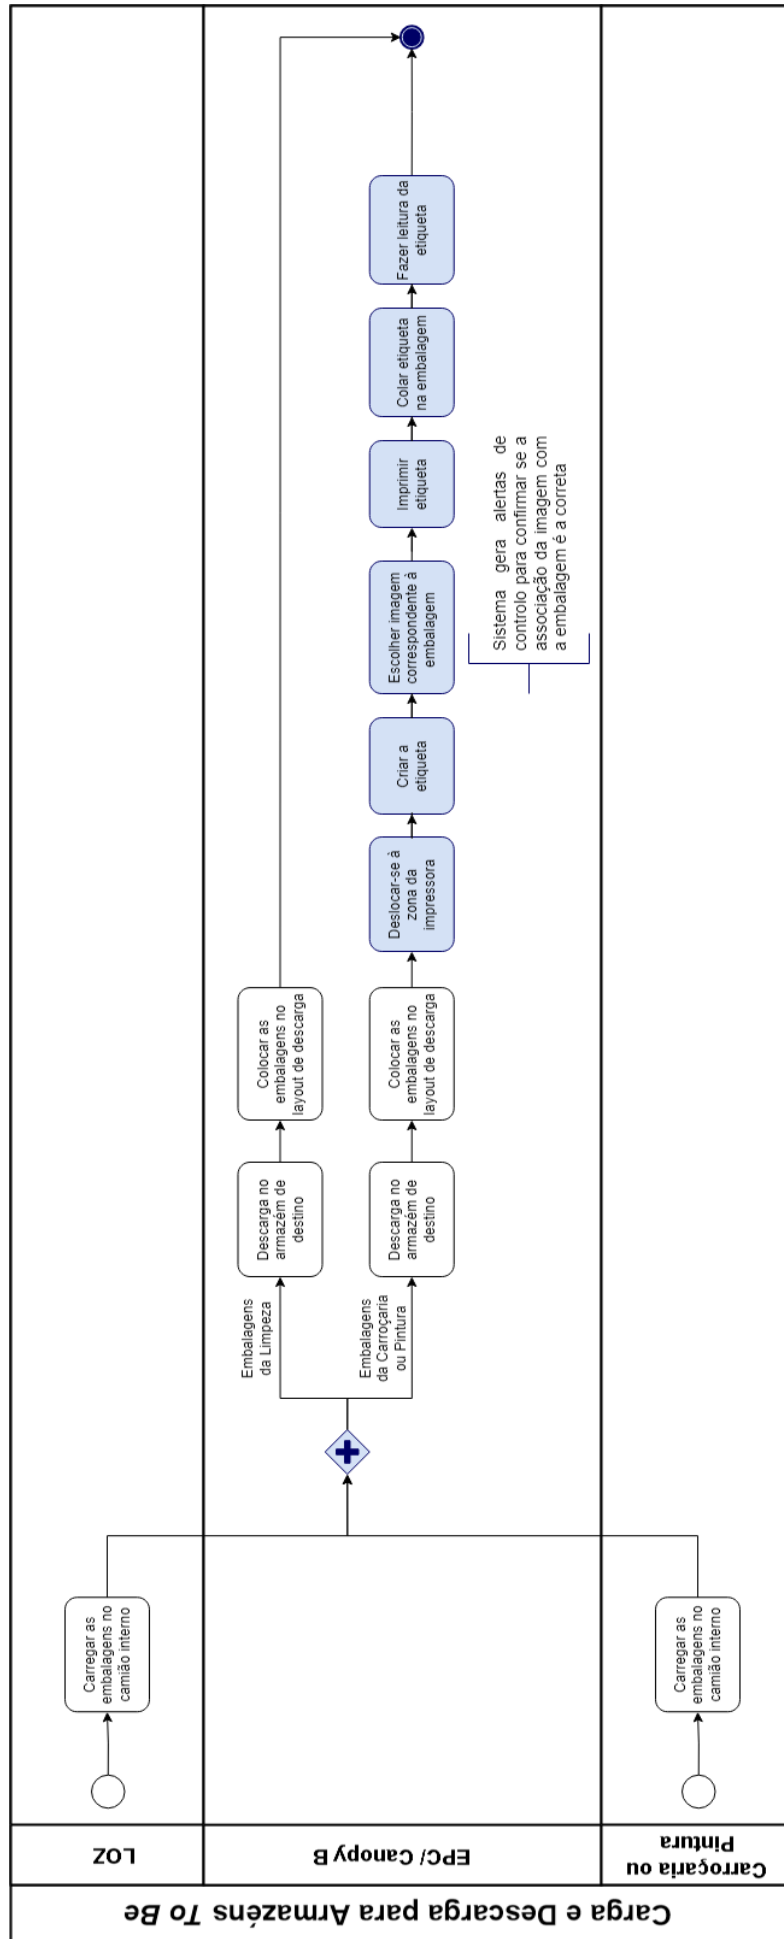 Carga e Descarga para Armazéns To Be
LOZ
EPC/ Canopy B
Carroçaria ou
Pintura
Carregar as
embalagens no
camião interno
Carregar as
embalagens no
camião interno
Embalagens
da Limpeza
Embalagens
da Carroçaria
ou Pintura
Descarga no
armazém de
destino
Colocar as
embalagens no
layout de descarga
Descarga no
armazém de
destino
Colocar as
embalagens no
layout de descarga
Deslocar-se à
zona da
impressora
Criar a
etiqueta
Escolher imagem
correspondente à
embalagem
Imprimir
etiqueta
Colar etiqueta
na embalagem
Fazer leitura da
etiqueta
Sistema gera alertas de
controlo para confirmar se a
associação da imagem com
a embalagem é a correta